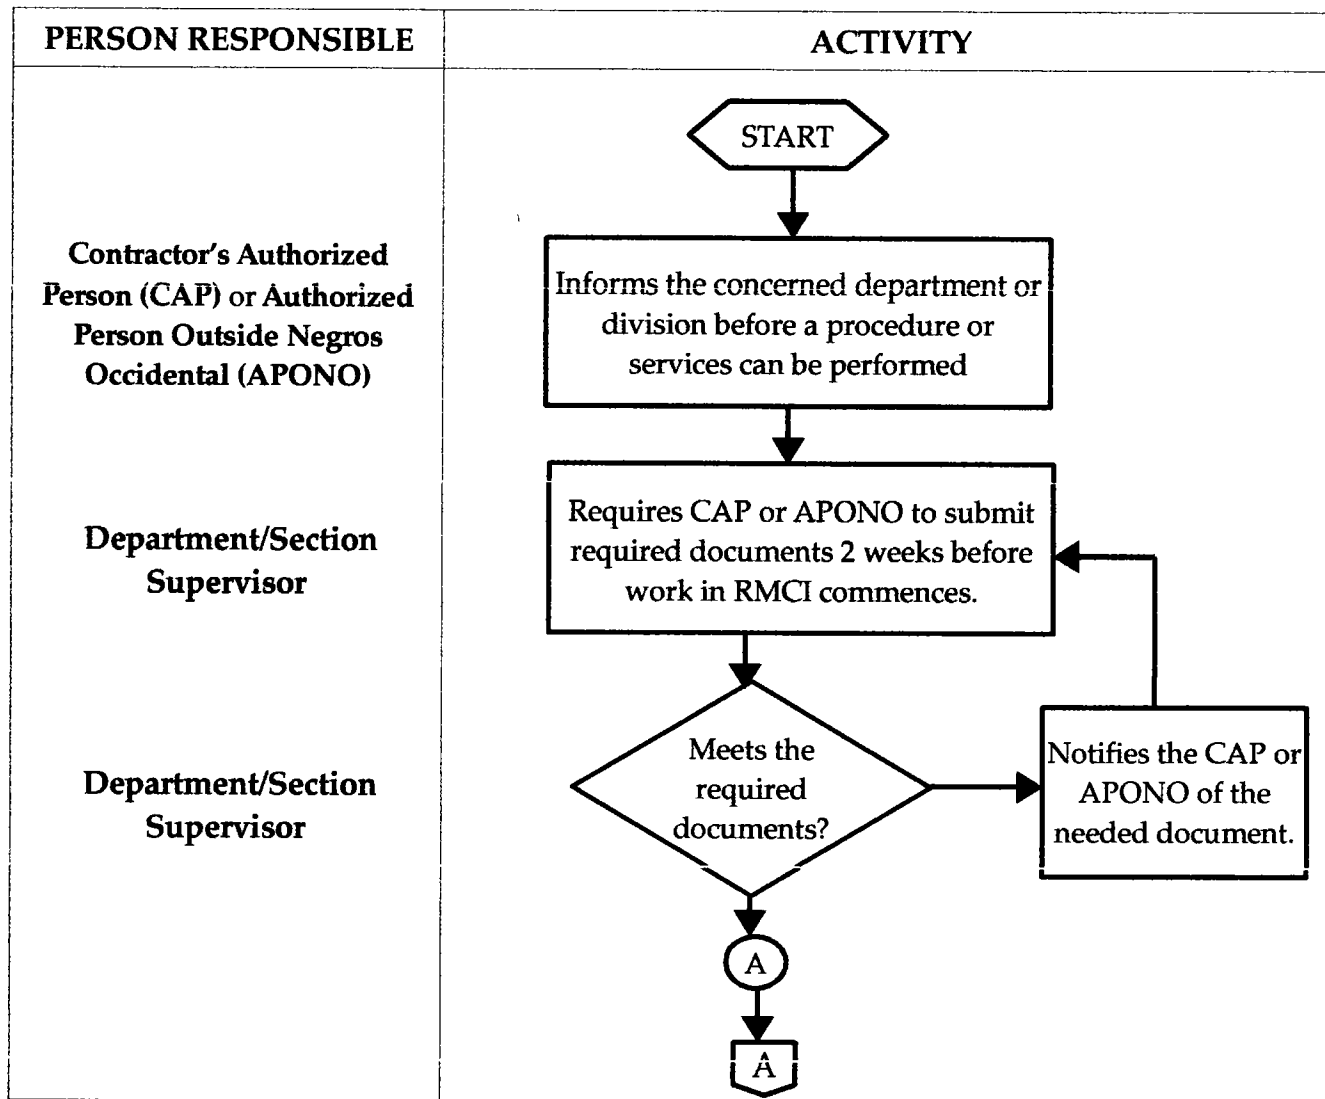 PERSON RESPONSIBLE
ACTIVITY
START
Contractor's Authorized
Person (CAP) or Authorized
Person Outside Negros
Occidental (APONO)
Informs the concerned department or
division before a procedure or
services can be performed
Department/Section
Supervisor
Requires CAP or APONO to submit
required documents 2 weeks before
work in RMCI commences.
Department/Section
Supervisor
Meets the
required
documents?
Notifies the CAP or
APONO of the
needed document.
A
A